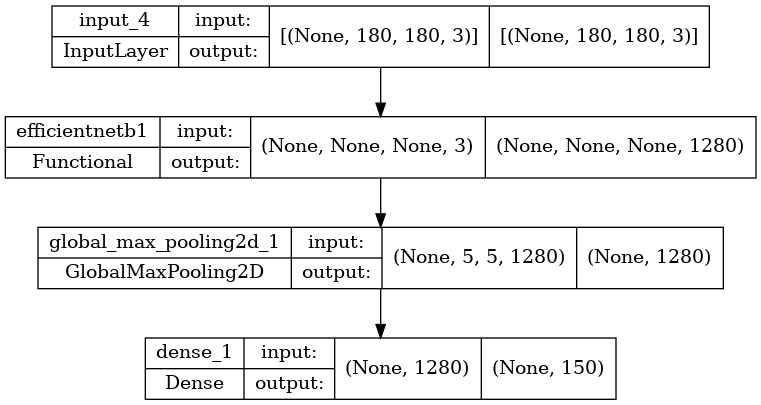 input_4 input: [(None, 180, 180, 3)] [(None, 180, 180, 3)]
InputLayer output:
efficientnetb1 input: (None, None, None, 3) (None, None, None, 1280)
Functional output:
global_max_pooling2d_1 input: (None, 5, 5, 1280) (None, 1280)
GlobalMaxPooling2D output:
dense_1 input: (None, 1280) (None, 150)
Dense output: